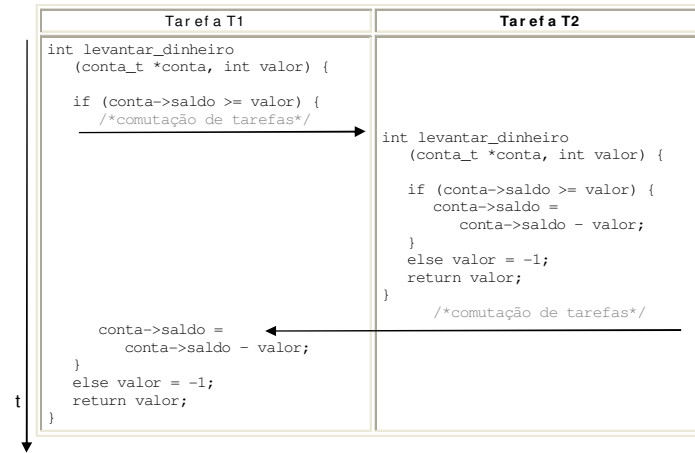 Tarefa T1
Tarefa T2
int levantar_dinheiro
(conta_t *conta, int valor) {
if (conta->saldo >= valor) {
/*comutação de tarefas*/
int levantar_dinheiro
(conta_t *conta, int valor) {
if (conta->saldo >= valor) {
conta->saldo =
conta->saldo - valor;
}
else valor = -1;
return valor;
}
/*comutação de tarefas*/
conta->saldo =
conta->saldo - valor;
}
else valor = -1;
return valor;
}
t